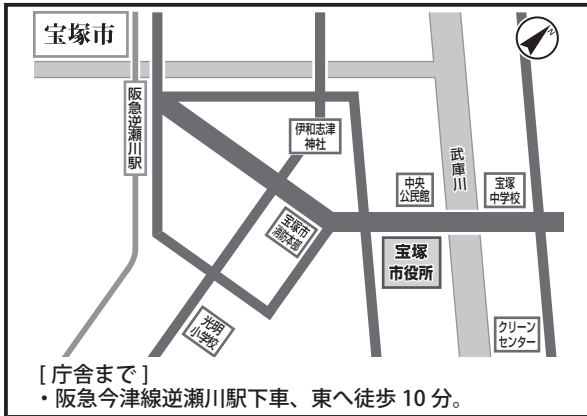 宝塚市
N
阪急逆瀬川駅
伊和志津
神社
武庫川
中央
公民館
宝塚
中学校
宝塚市
消防本部
宝塚
市役所
光明
小学校
クリーン
センター
[ 庁舎まで ]
・阪急今津線逆瀬川駅下車、東へ徒歩 10 分。